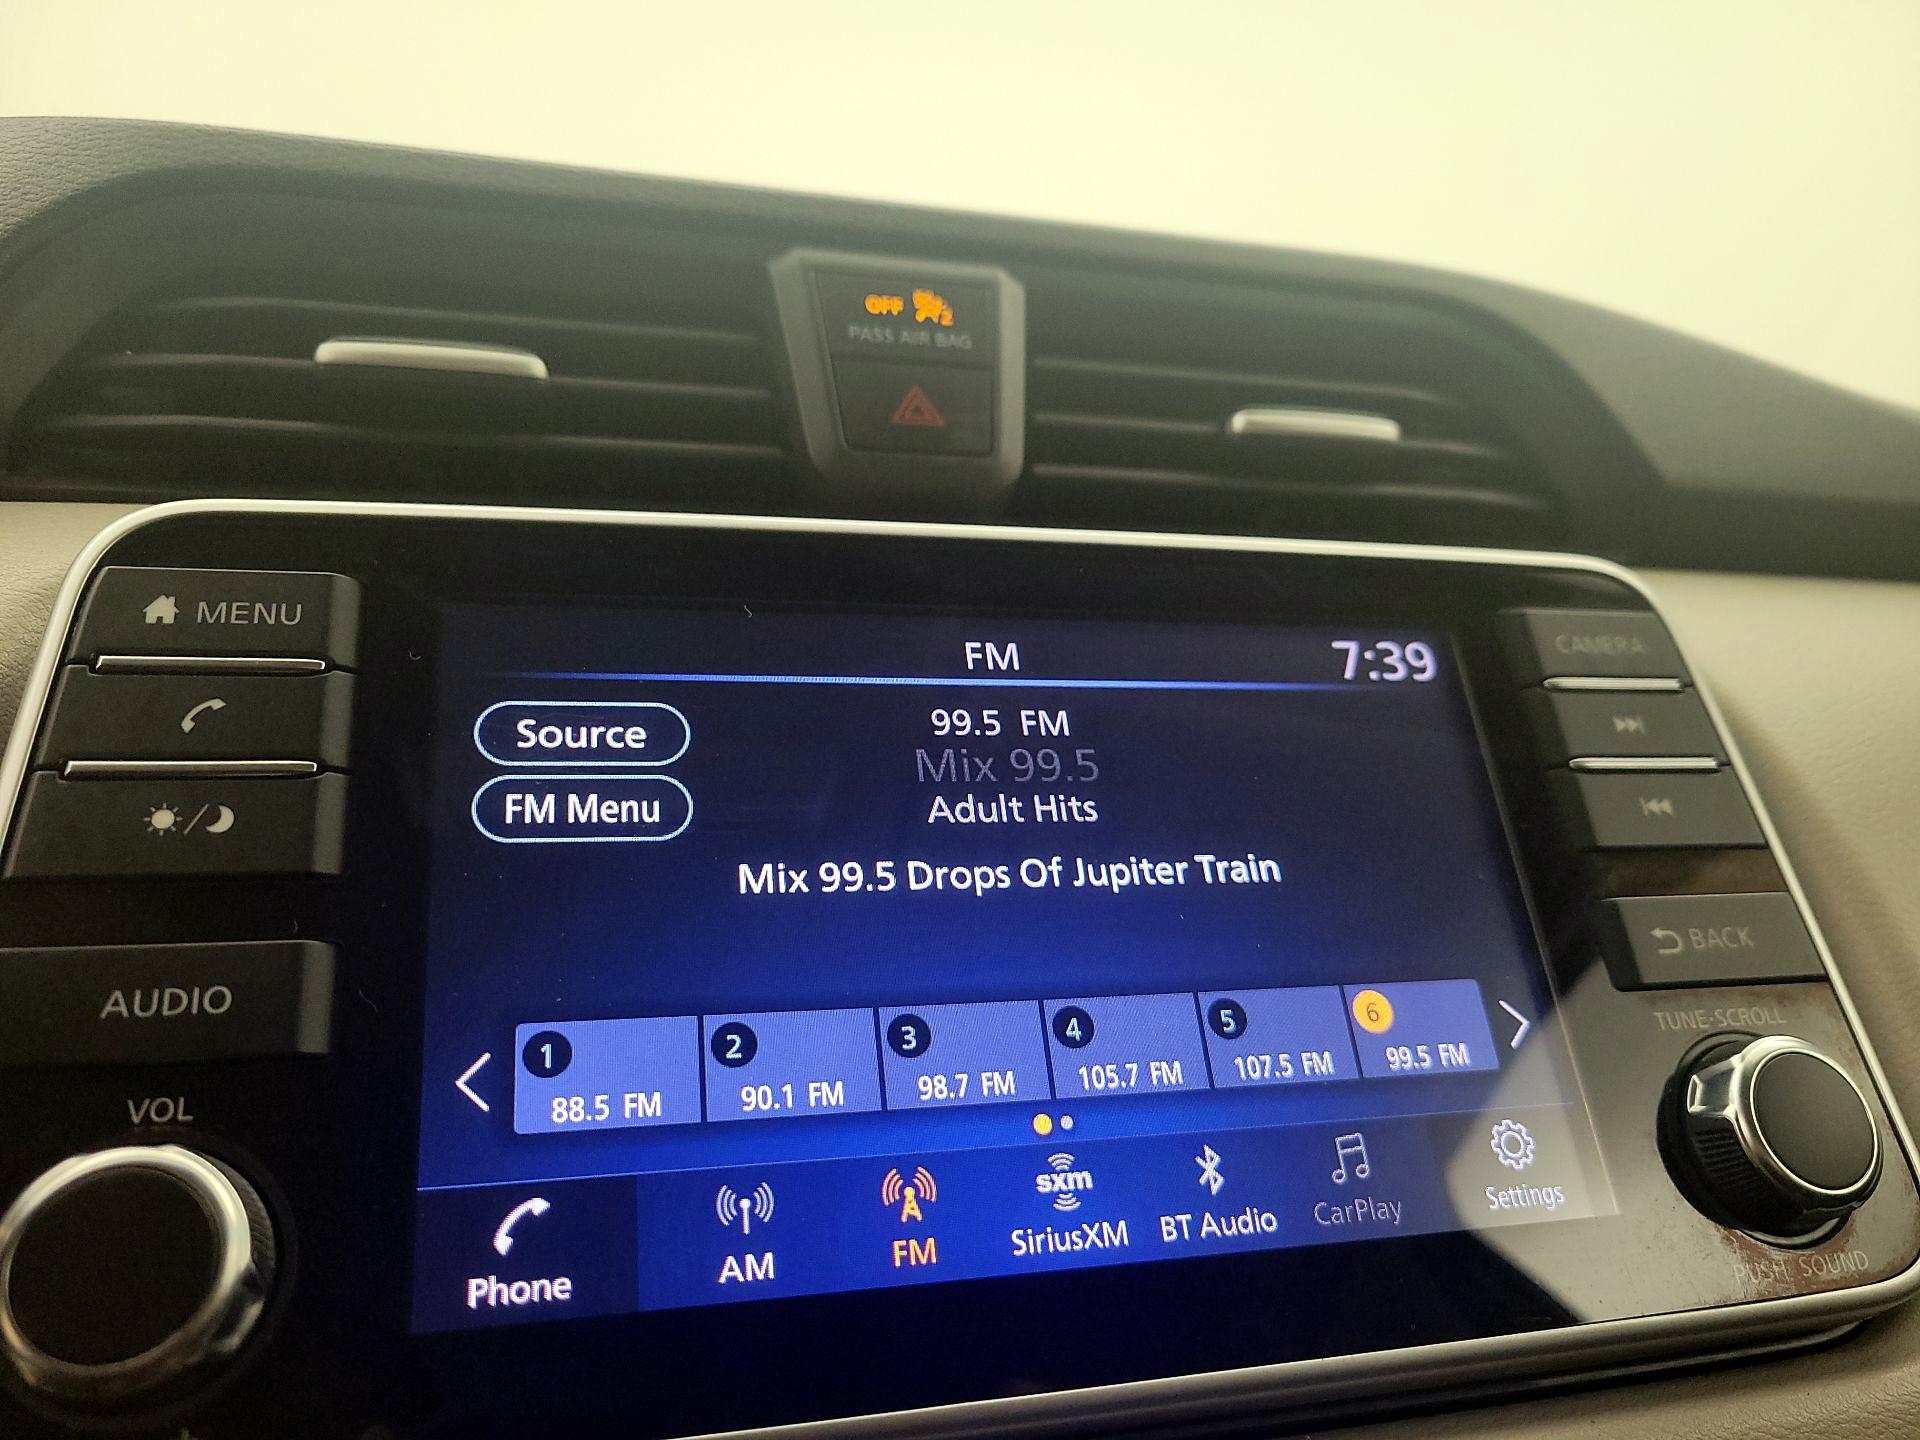 OFF 2
PASS AIR BAG
MENU
AUDIO
VOL
FM 7:39
Source
FM Menu
99.5 FM
Mix 99.5
Adult Hits
Mix 99.5 Drops Of Jupiter Train
1 2 3 4 5 6
88.5 FM 90.1 FM 98.7 FM 105.7 FM 107.5 FM 99.5 FM
Phone AM FM sxm SiriusXM BT Audio CarPlay Settings
CAMERA
BACK
TUNE·SCROLL
PUSH: SOUND